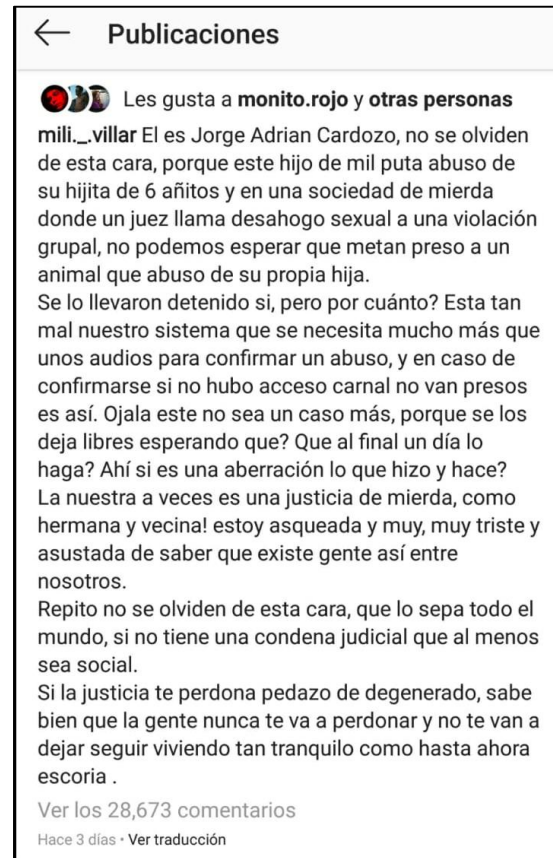 Publicaciones
Les gusta a monito.rojo y otras personas
mili._.villar El es Jorge Adrian Cardozo, no se olviden
de esta cara, porque este hijo de mil puta abuso de
su hijita de 6 añitos y en una sociedad de mierda
donde un juez llama desahogo sexual a una violación
grupal, no podemos esperar que metan preso a un
animal que abuso de su propia hija.
Se lo llevaron detenido si, pero por cuánto? Esta tan
mal nuestro sistema que se necesita mucho más que
unos audios para confirmar un abuso, y en caso de
confirmarse si no hubo acceso carnal no van presos
es así. Ojala este no sea un caso más, porque se los
deja libres esperando que? Que al final un día lo
haga? Ahí si es una aberración lo que hizo y hace?
La nuestra a veces es una justicia de mierda, como
hermana y vecina! estoy asqueada y muy, muy triste y
asustada de saber que existe gente así entre
nosotros.
Repito no se olviden de esta cara, que lo sepa todo el
mundo, si no tiene una condena judicial que al menos
sea social.
Si la justicia te perdona pedazo de degenerado, sabe
bien que la gente nunca te va a perdonar y no te van a
dejar seguir viviendo tan tranquilo como hasta ahora
escoria .
Ver los 28,673 comentarios
Hace 3 días · Ver traducción